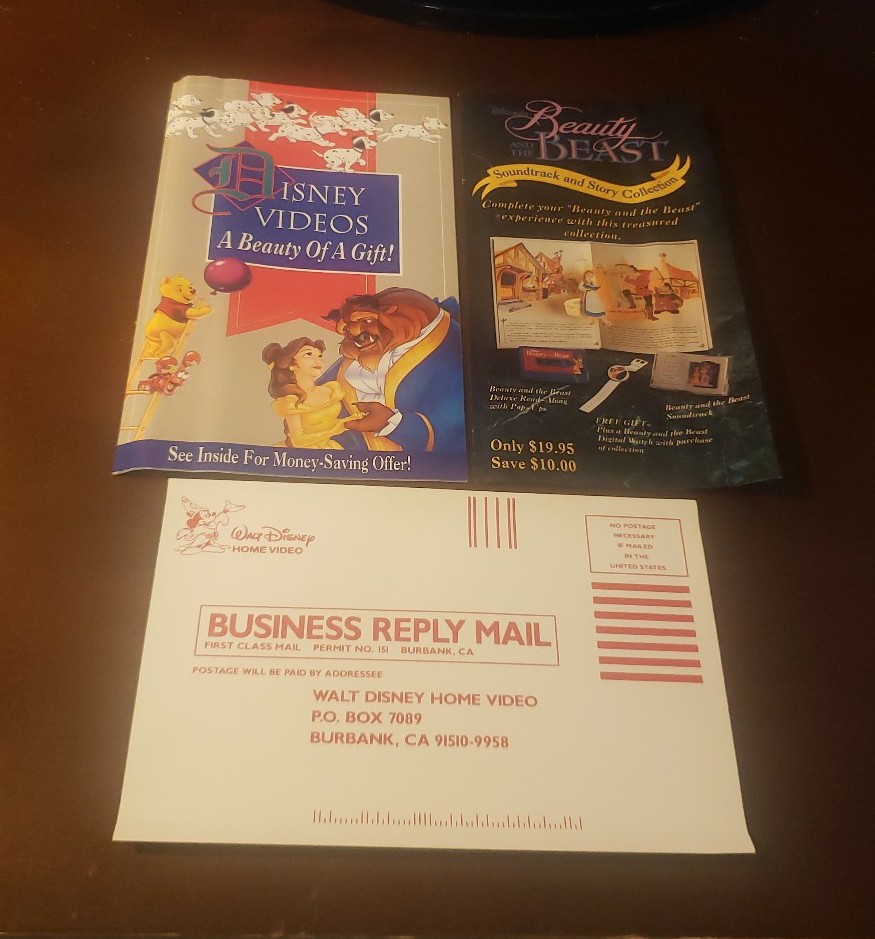 DISNEY
VIDEOS
A Beauty Of A Gift!
See Inside For Money-Saving Offer!
Disney's
Beauty
AND THE BEAST
Soundtrack and Story Collection
Complete your "Beauty and the Beast"
experience with this treasured
collection.
Beauty and the Beast
Deluxe Read-Along
with Pop-Ups
FREE GIFT-
Plus a Beauty and the Beast
Digital Watch with purchase
of collection
Beauty and the Beast
Soundtrack
Only $19.95
Save $10.00
WALT DISNEY
HOME VIDEO
NO POSTAGE
NECESSARY
IF MAILED
IN THE
UNITED STATES
BUSINESS REPLY MAIL
FIRST CLASS MAIL PERMIT NO. 151 BURBANK, CA
POSTAGE WILL BE PAID BY ADDRESSEE
WALT DISNEY HOME VIDEO
P.O. BOX 7089
BURBANK, CA 91510-9958